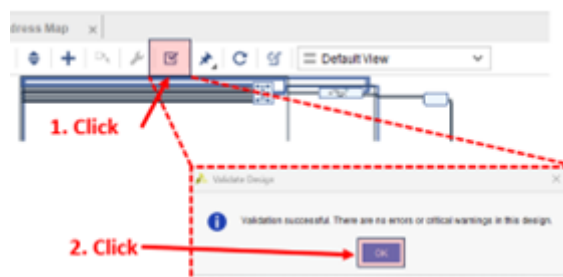 dress Map x
Default View
1. Click
Validate Design
Validation successful. There are no errors or critical warnings in this design.
2. Click
OK